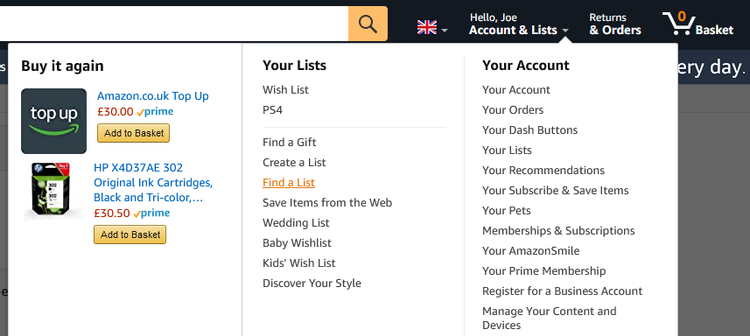 Hello, Joe
Account & Lists
Returns
& Orders
0
Basket
ery day.
Buy it again
top up
Amazon.co.uk Top Up
£30.00 prime
Add to Basket
HP X4D37AE 302
Original Ink Cartridges,
Black and Tri-color,...
£30.50 prime
Add to Basket
Your Lists
Wish List
PS4
Find a Gift
Create a List
Find a List
Save Items from the Web
Wedding List
Baby Wishlist
Kids' Wish List
Discover Your Style
Your Account
Your Account
Your Orders
Your Dash Buttons
Your Lists
Your Recommendations
Your Subscribe & Save Items
Your Pets
Memberships & Subscriptions
Your AmazonSmile
Your Prime Membership
Register for a Business Account
Manage Your Content and
Devices